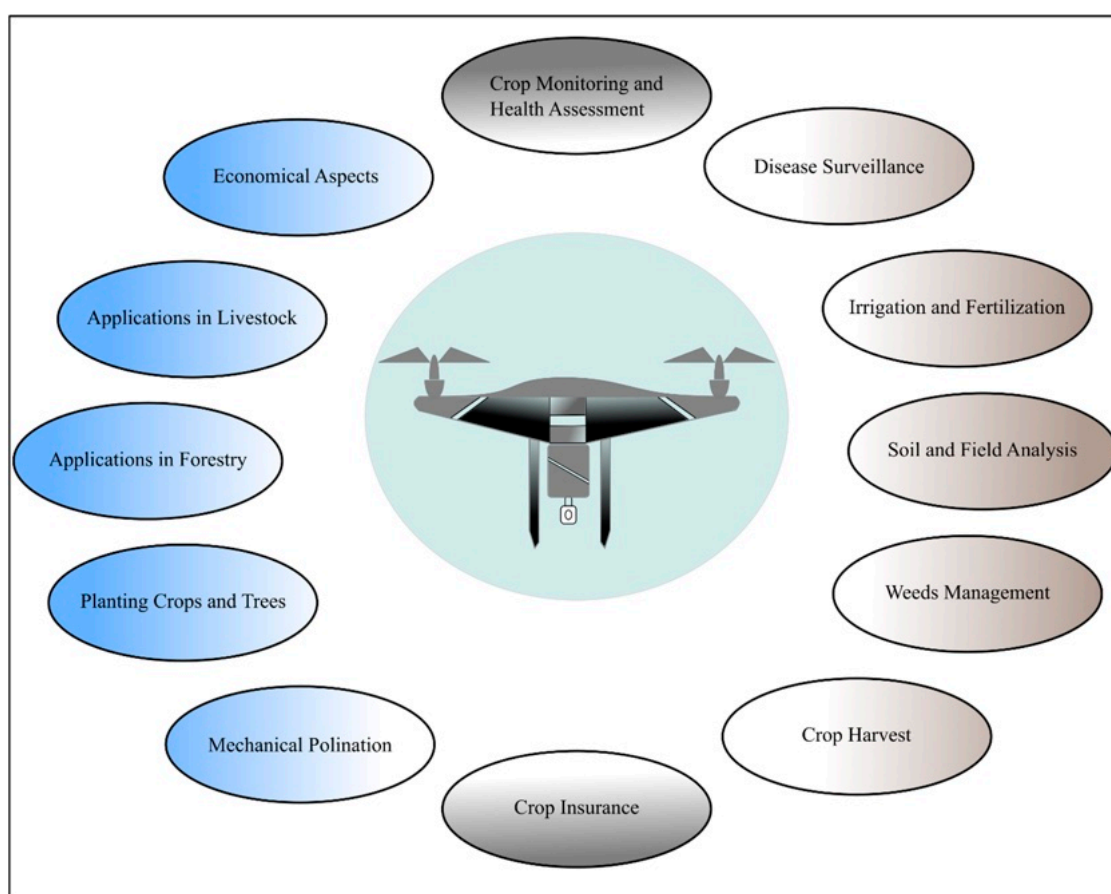 Crop Monitoring and
Health Assessment
Disease Surveillance
Irrigation and Fertilization
Soil and Field Analysis
Weeds Management
Crop Harvest
Crop Insurance
Mechanical Polination
Planting Crops and Trees
Applications in Forestry
Applications in Livestock
Economical Aspects